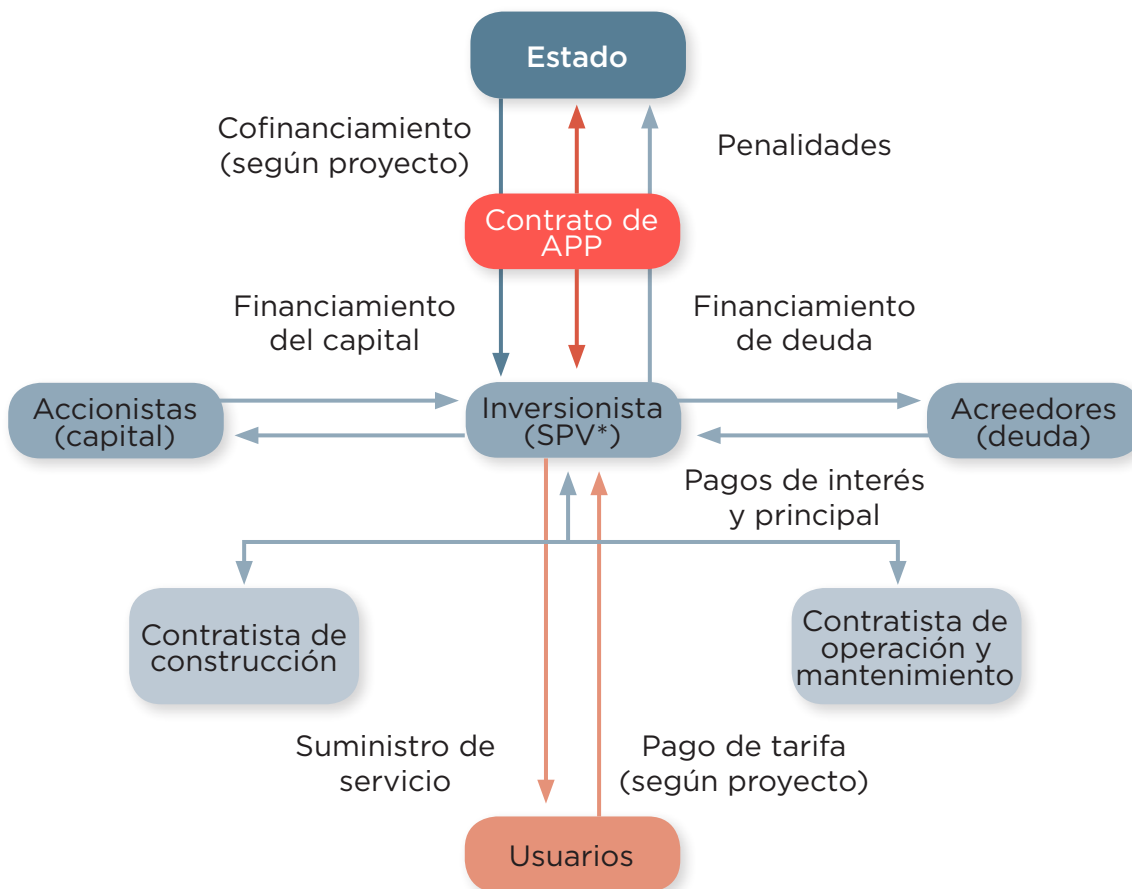 Estado
Cofinanciamiento
(según proyecto)
Penalidades
Contrato de
APP
Financiamiento
del capital
Financiamiento
de deuda
Accionistas
(capital)
Inversionista
(SPV*)
Acreedores
(deuda)
Pagos de interés
y principal
Contratista de
construcción
Contratista de
operación y
mantenimiento
Suministro de
servicio
Pago de tarifa
(según proyecto)
Usuarios